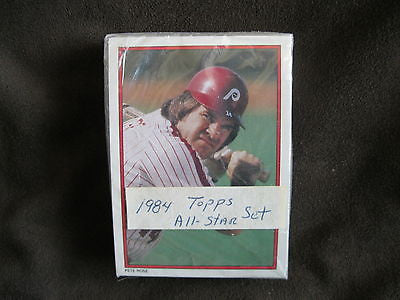 P
1984 Topps
All-Star Set
PETE ROSE